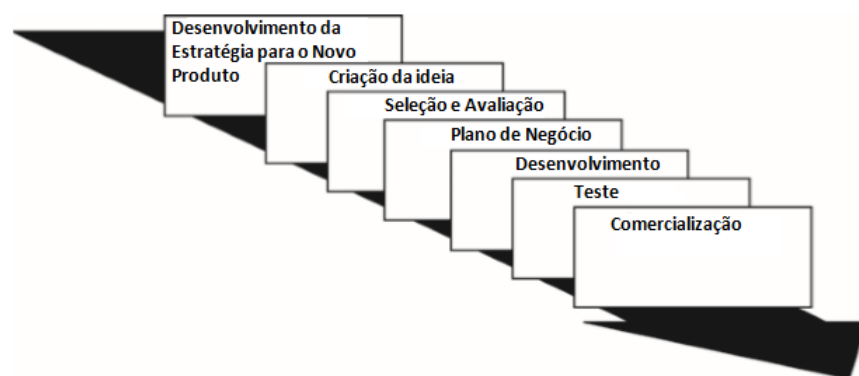 Desenvolvimento da
Estratégia para o Novo
Produto
Criação da ideia
Seleção e Avaliação
Plano de Negócio
Desenvolvimento
Teste
Comercialização